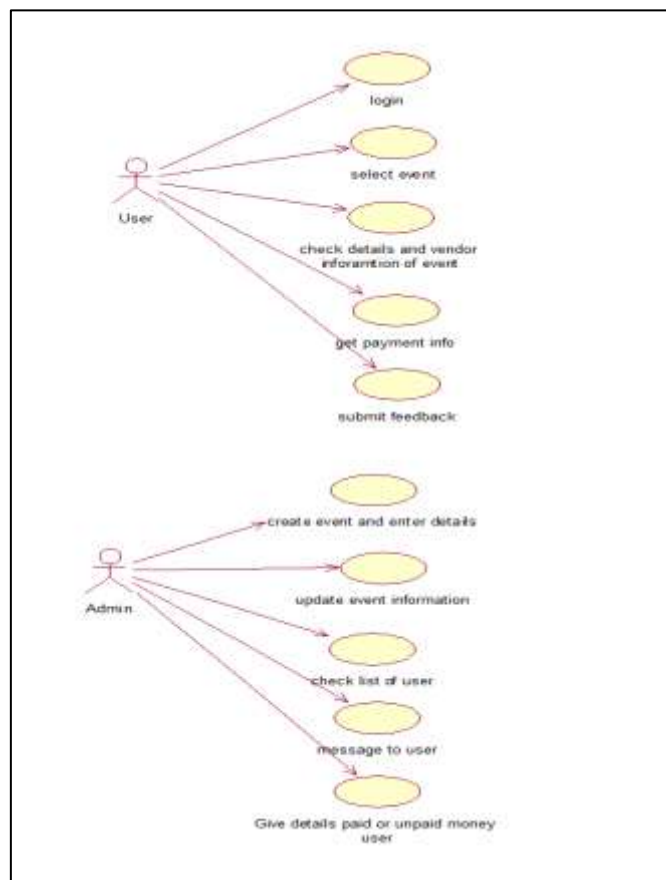 login
select event
User
check details and vendor
inforamtion of event
get payment info
submit feedback
create event and enter details
Admin
update event information
check list of user
message to user
Give details paid or unpaid money
user